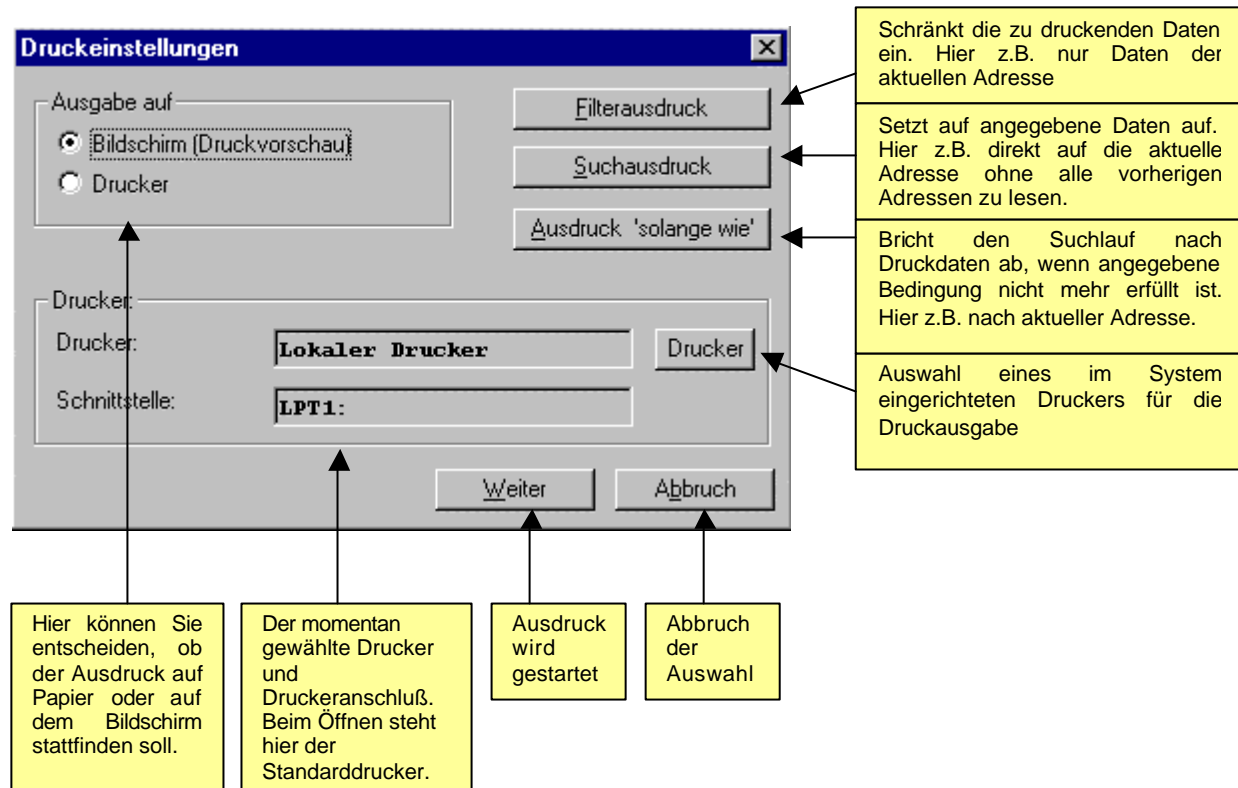 Druckeinstellungen
Ausgabe auf
Bildschirm (Druckvorschau)
Drucker
Filterausdruck
Suchausdruck
Ausdruck 'solange wie'
Drucker:
Drucker:
Lokaler Drucker
Drucker
Schnittstelle:
LPT1:
Weiter
Abbruch
Schränkt die zu druckenden Daten
ein. Hier z.B. nur Daten der
aktuellen Adresse
Setzt auf angegebene Daten auf.
Hier z.B. direkt auf die aktuelle
Adresse ohne alle vorherigen
Adressen zu lesen.
Bricht den Suchlauf nach
Druckdaten ab, wenn angegebene
Bedingung nicht mehr erfüllt ist.
Hier z.B. nach aktueller Adresse.
Auswahl eines im System
eingerichteten Druckers für die
Druckausgabe
Hier können Sie
entscheiden, ob
der Ausdruck auf
Papier oder auf
dem Bildschirm
stattfinden soll.
Der momentan
gewählte Drucker
und
Druckeranschluß.
Beim Öffnen steht
hier der
Standarddrucker.
Ausdruck
wird
gestartet
Abbruch
der
Auswahl